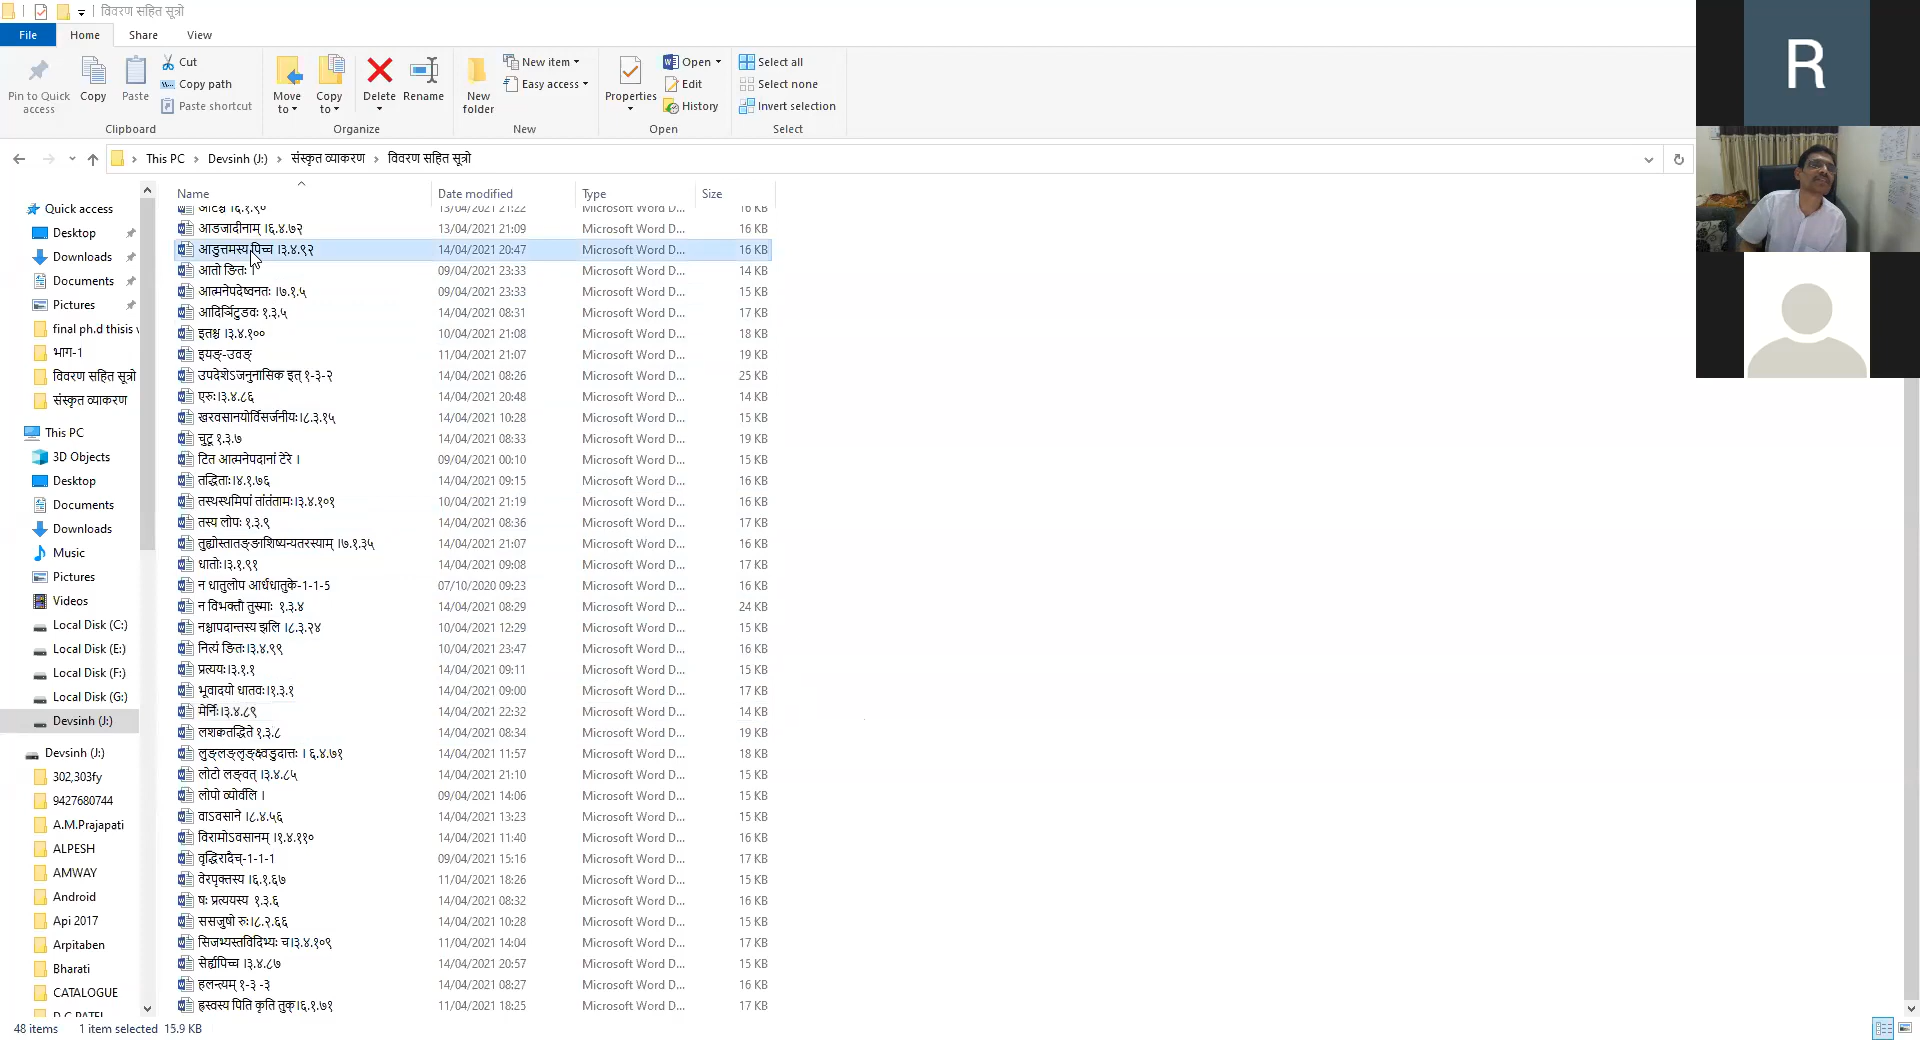 विवरण सहित सूत्रो
File Home Share View
Pin to Quick access
Copy
Paste
Cut
Copy path
Paste shortcut
Clipboard
Move to
Copy to
Delete
Rename
Organize
New folder
New item
Easy access
New
Properties
Open
Edit
History
Open
Select all
Select none
Invert selection
Select
This PC > Devsinh (J:) > संस्कृत व्याकरण > विवरण सहित सूत्रो
R
Quick access
Desktop
Downloads
Documents
Pictures
final ph.d thisis
भाग-1
विवरण सहित सूत्रो
संस्कृत व्याकरण
This PC
3D Objects
Desktop
Documents
Downloads
Music
Pictures
Videos
Local Disk (C:)
Local Disk (E:)
Local Disk (F:)
Local Disk (G:)
Devsinh (J:)
Devsinh (J:)
302,303fy
9427680744
A.M.Prajapati
ALPESH
AMWAY
Android
Api 2017
Arpitaben
Bharati
CATALOGUE
Name Date modified Type Size
आटश्च ।६.१.९० 13/04/2021 21:22 Microsoft Word D... 16 KB
आडजादीनाम् ।६.४.७२ 13/04/2021 21:09 Microsoft Word D... 16 KB
आडुत्तमस्य पिच्च ।३.४.९२ 14/04/2021 20:47 Microsoft Word D... 16 KB
आतो ङितः । 09/04/2021 23:33 Microsoft Word D... 14 KB
आत्मनेपदेष्वनतः ।७.१.५ 09/04/2021 23:33 Microsoft Word D... 15 KB
आदिर्ञिटुडवः १.३.५ 14/04/2021 08:31 Microsoft Word D... 17 KB
इतश्च ।३.४.१०० 10/04/2021 21:08 Microsoft Word D... 18 KB
इयङ्-उवङ् 11/04/2021 21:07 Microsoft Word D... 19 KB
उपदेशेऽजनुनासिक इत् १-३-२ 14/04/2021 08:26 Microsoft Word D... 25 KB
एरुः।३.४.८६ 14/04/2021 20:48 Microsoft Word D... 14 KB
खरवसानयोर्विसर्जनीयः।८.३.१५ 14/04/2021 10:28 Microsoft Word D... 15 KB
चुटू १.३.७ 14/04/2021 08:33 Microsoft Word D... 19 KB
टित आत्मनेपदानां टेरे । 09/04/2021 00:10 Microsoft Word D... 15 KB
तद्धिताः।४.१.७६ 14/04/2021 09:15 Microsoft Word D... 16 KB
तस्थस्थमिपां तांतंतामः।३.४.१०१ 10/04/2021 21:19 Microsoft Word D... 16 KB
तस्य लोपः १.३.९ 14/04/2021 08:36 Microsoft Word D... 17 KB
तुह्योस्तातङ्ङाशिष्यन्यतरस्याम् ।७.१.३५ 14/04/2021 21:07 Microsoft Word D... 16 KB
धातोः।३.१.९१ 14/04/2021 09:08 Microsoft Word D... 17 KB
न धातुलोप आर्धधातुके-1-1-5 07/10/2020 09:23 Microsoft Word D... 16 KB
न विभक्तौ तुस्माः १.३.४ 14/04/2021 08:29 Microsoft Word D... 24 KB
नश्चापदान्तस्य झलि ।८.३.२४ 10/04/2021 12:29 Microsoft Word D... 15 KB
नित्यं ङितः।३.४.९९ 10/04/2021 23:47 Microsoft Word D... 16 KB
प्रत्ययः।३.१.१ 14/04/2021 09:11 Microsoft Word D... 15 KB
भूवादयो धातवः।१.३.१ 14/04/2021 09:00 Microsoft Word D... 17 KB
मेर्निः।३.४.८९ 14/04/2021 22:32 Microsoft Word D... 14 KB
लशकतद्धिते १.३.८ 14/04/2021 08:34 Microsoft Word D... 19 KB
लुङ्लङ्लृङ्क्ष्वडुदात्तः । ६.४.७१ 14/04/2021 11:57 Microsoft Word D... 18 KB
लोटो लङ्वत् ।३.४.८५ 14/04/2021 21:10 Microsoft Word D... 15 KB
लोपो व्योर्वलि । 09/04/2021 14:06 Microsoft Word D... 15 KB
वाऽवसाने ।८.४.५६ 14/04/2021 13:23 Microsoft Word D... 15 KB
विरामोऽवसानम् ।१.४.११० 14/04/2021 11:40 Microsoft Word D... 16 KB
वृद्धिरादैच्-1-1-1 09/04/2021 15:16 Microsoft Word D... 17 KB
वेरपृक्तस्य ।६.१.६७ 11/04/2021 18:26 Microsoft Word D... 15 KB
षः प्रत्ययस्य १.३.६ 14/04/2021 08:32 Microsoft Word D... 16 KB
ससजुषो रुः।८.२.६६ 14/04/2021 10:28 Microsoft Word D... 15 KB
सिजभ्यस्तविदिभ्यः च।३.४.१०९ 11/04/2021 14:04 Microsoft Word D... 17 KB
सेर्ह्यपिच्च ।३.४.८७ 14/04/2021 20:57 Microsoft Word D... 15 KB
हलन्त्यम् १-३ -३ 14/04/2021 08:27 Microsoft Word D... 16 KB
ह्रस्वस्य पिति कृति तुक्।६.१.७१ 11/04/2021 18:25 Microsoft Word D... 17 KB
48 items 1 item selected 15.9 KB